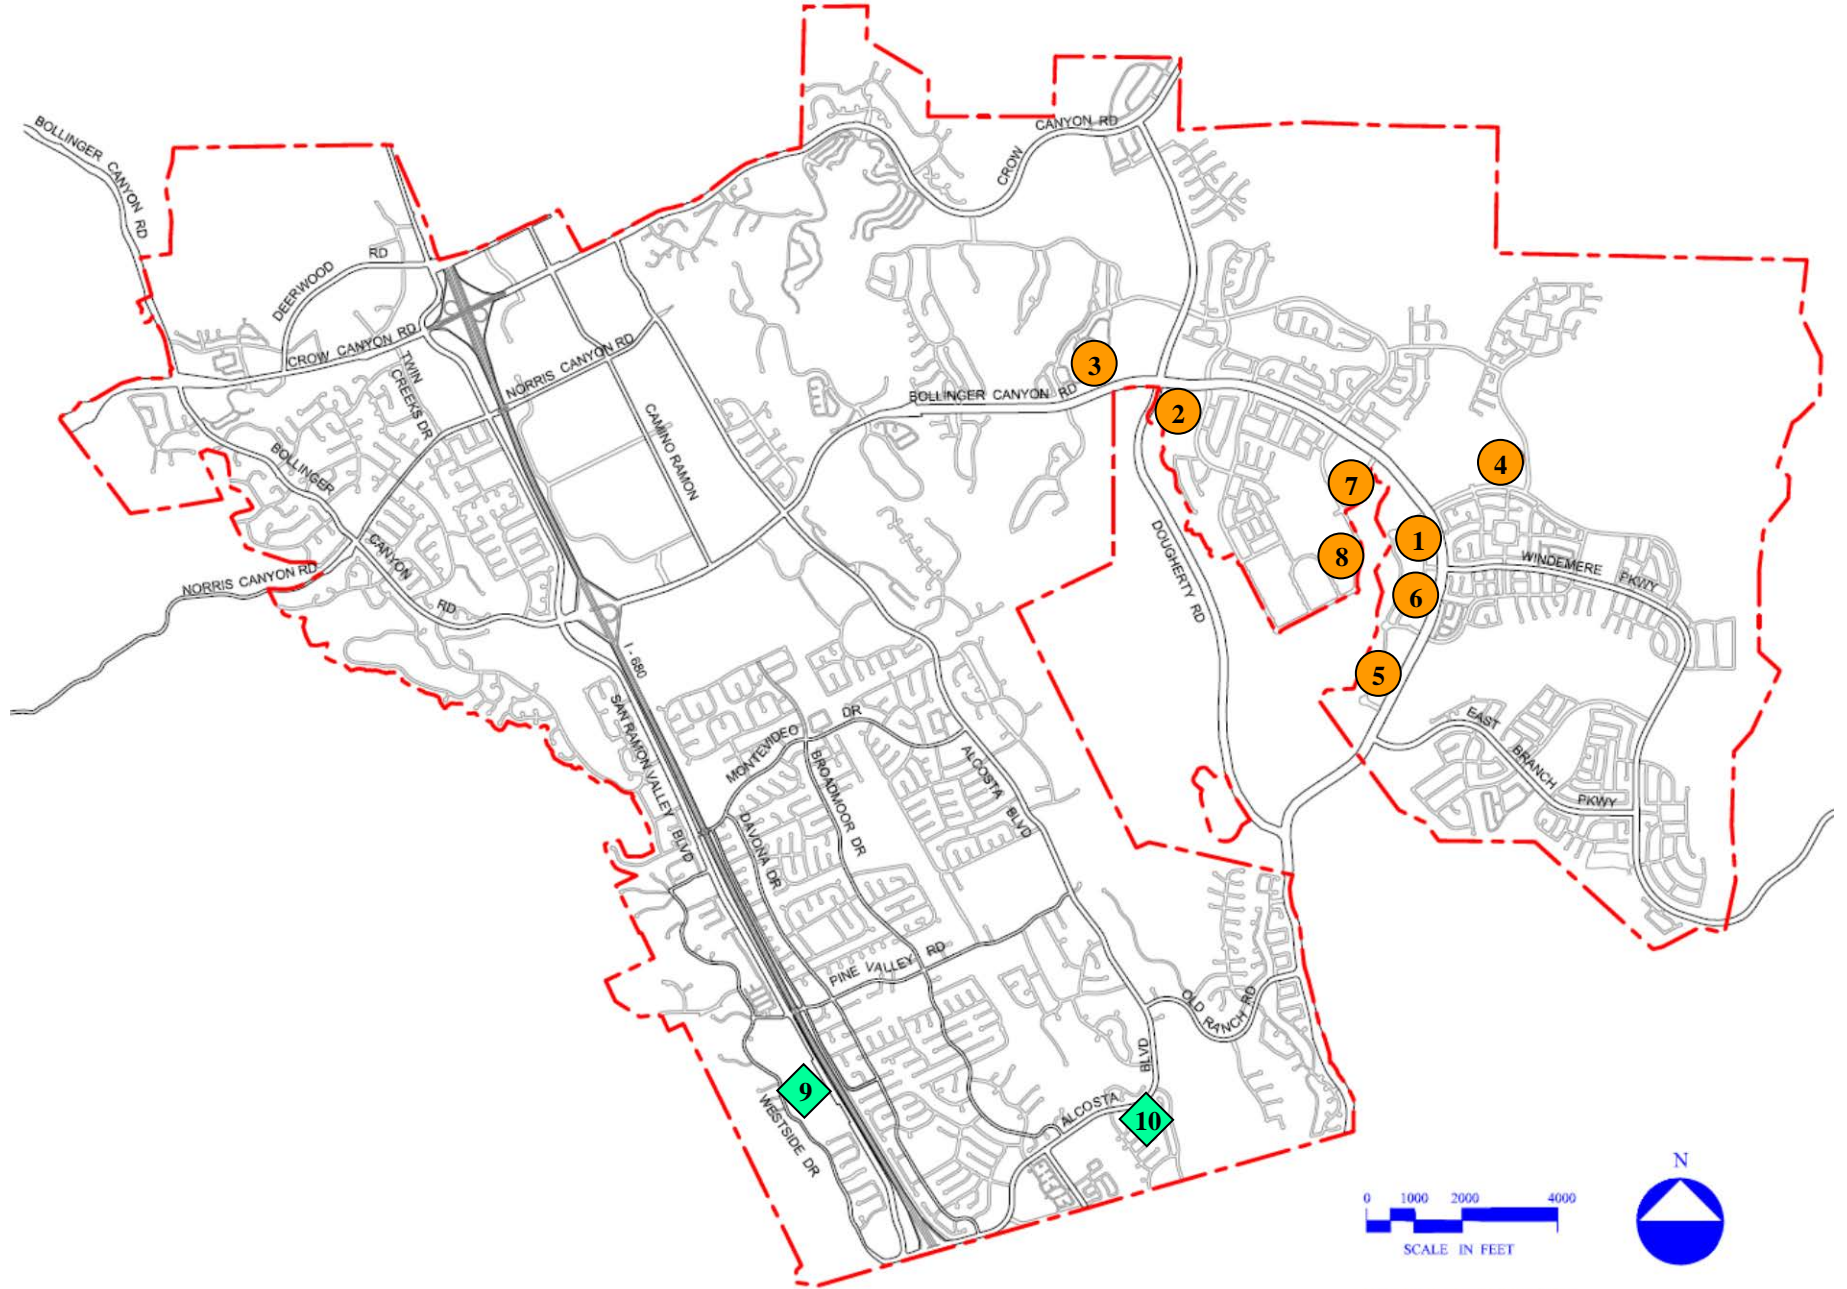 CANYON RD
CROW
BOLLINGER CANYON RD
DEERWOOD
RD
CROW CANYON RD
TWIN
CREEKS DR
NORRIS CANYON RD
CAMINO RAMON
BOLLINGER CANYON RD
3
2
4
7
1
8
6
5
BOLLINGER
CANYON
RD
NORRIS CANYON RD
DOUGHERTY RD
WINDEMERE
PKWY
I - 680
SAN RAMON VALLEY BLVD
MONTEVIDEO
DR
BROADMOOR DR
DAVONA DR
ALCOSTA
BLVD
EAST
BRANCH
PKWY
PINE VALLEY
RD
OLD RANCH RD
BLVD
ALCOSTA
9
10
WESTSIDE DR
N
0 1000 2000 4000
SCALE IN FEET